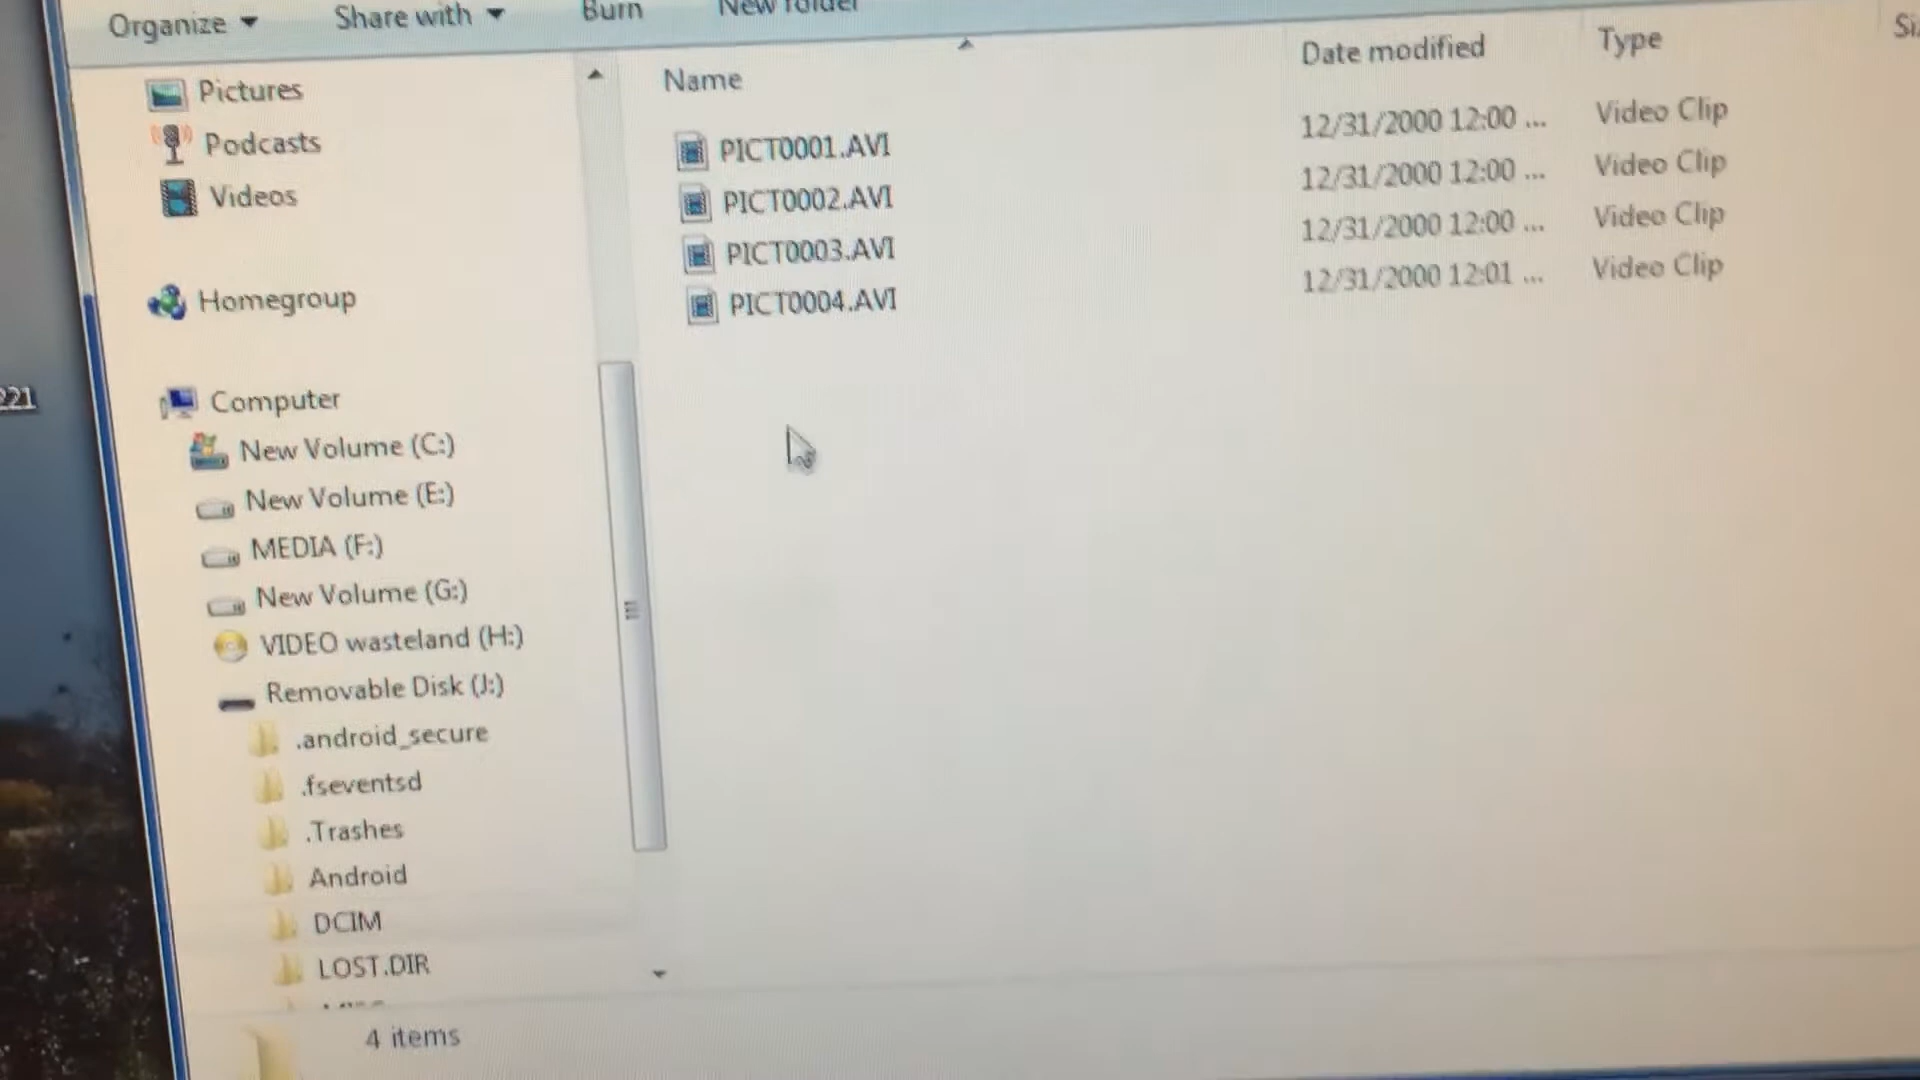 Organize Share with Burn New folder
Name Date modified Type
Pictures
Podcasts
Videos
Homegroup
Computer
New Volume (C:)
New Volume (E:)
MEDIA (F:)
New Volume (G:)
VIDEO wasteland (H:)
Removable Disk (J:)
.android_secure
.fseventsd
.Trashes
Android
DCIM
LOST.DIR
PICT0001.AVI 12/31/2000 12:00 ... Video Clip
PICT0002.AVI 12/31/2000 12:00 ... Video Clip
PICT0003.AVI 12/31/2000 12:00 ... Video Clip
PICT0004.AVI 12/31/2000 12:01 ... Video Clip
4 items
221